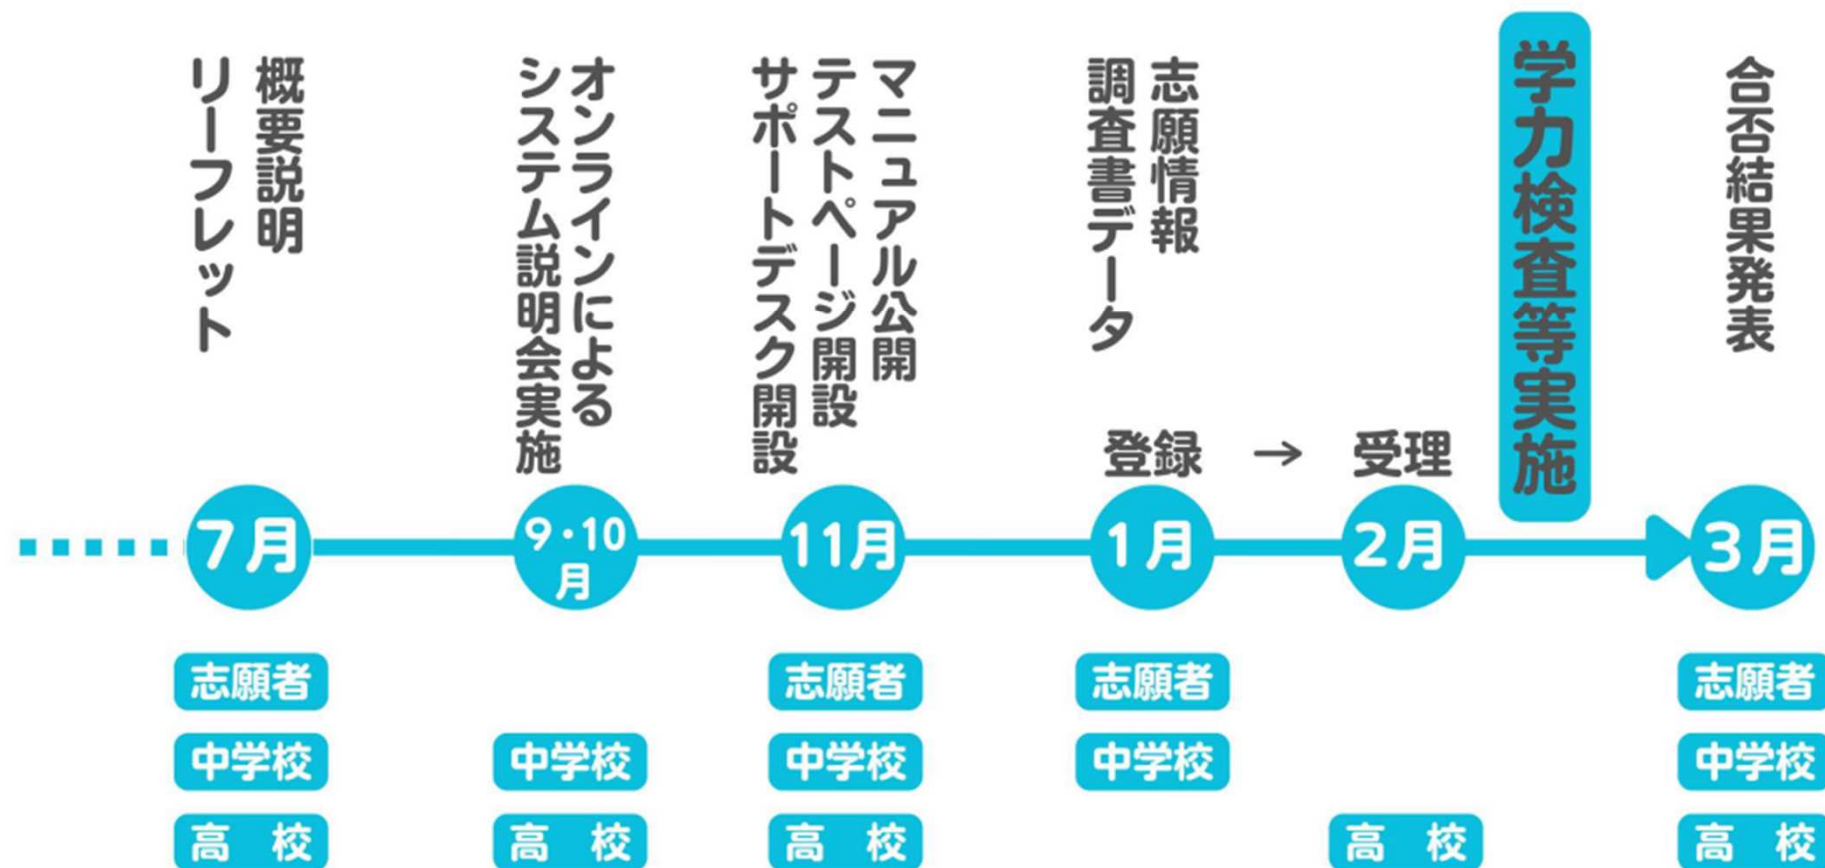 概要説明
リーフレット
オンラインによる
システム説明会実施
マニュアル公開
テストページ開設
サポートデスク開設
志願情報
調査書データ
登録 → 受理
学力検査等実施
合否結果発表
7月
9・10
月
11月
1月
2月
3月
志願者
中学校
高 校
中学校
高 校
志願者
中学校
高 校
志願者
中学校
高 校
志願者
中学校
高 校